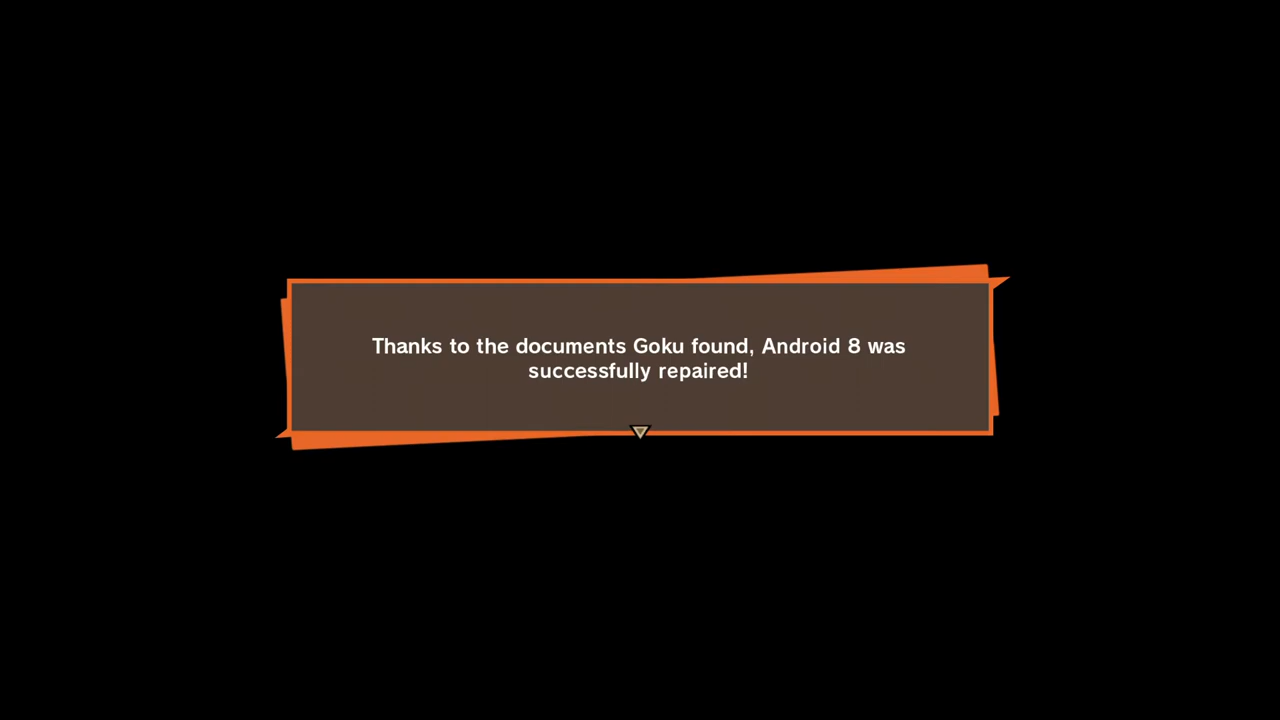 Thanks to the documents Goku found, Android 8 was
successfully repaired!